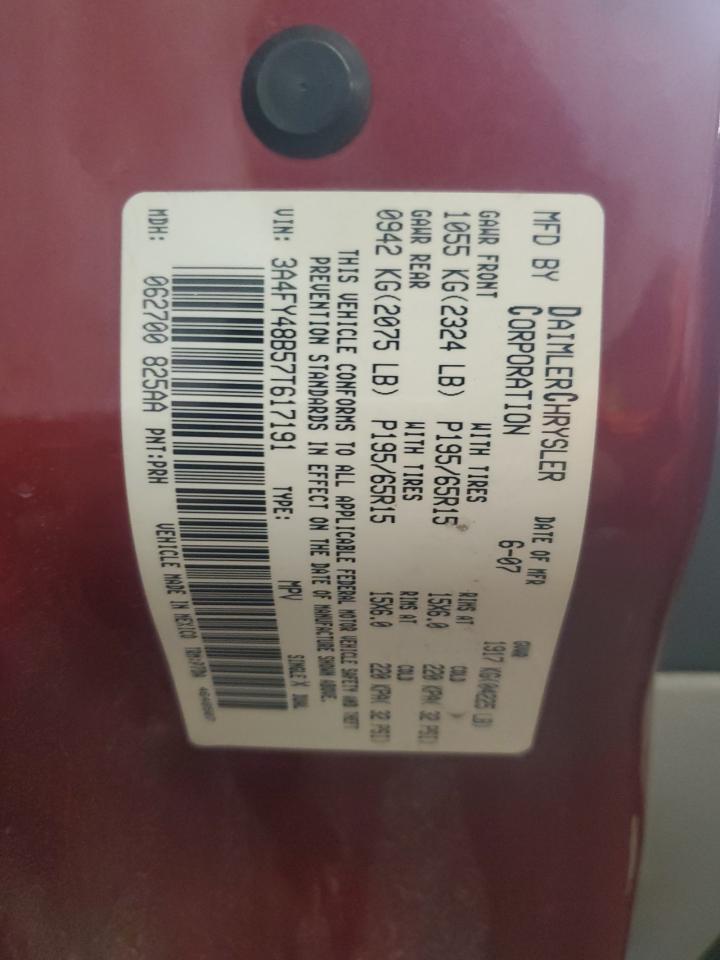 MFD BY DAIMLERCHRYSLER CORPORATION
DATE OF MFR 6-07
GVWR 1917 KG(04225 LB)
GAWR FRONT WITH TIRES RIMS AT COLD
1055 KG(2324 LB) P195/65R15 15X6.0 220 KPA( 32 PSI)
GAWR REAR WITH TIRES RIMS AT COLD
0942 KG(2075 LB) P195/65R15 15X6.0 220 KPA( 32 PSI)
THIS VEHICLE CONFORMS TO ALL APPLICABLE FEDERAL MOTOR VEHICLE SAFETY AND THEFT
PREVENTION STANDARDS IN EFFECT ON THE DATE OF MANUFACTURE SHOWN ABOVE.
VIN: 3A4FY48B57T617191 TYPE: MPV SINGLE X DUAL
MDH: 062700 825AA PNT:PRH VEHICLE MADE IN MEXICO